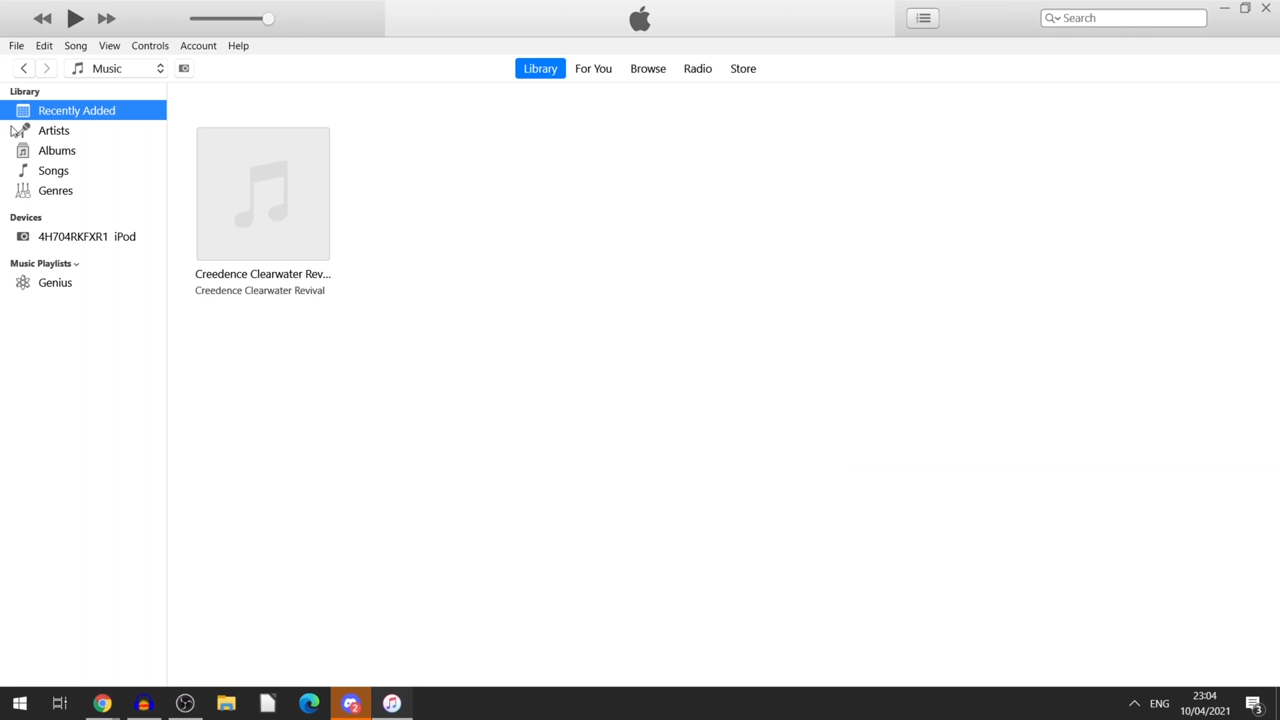 Search
File Edit Song View Controls Account Help
Music
Library For You Browse Radio Store
Library
Recently Added
Artists
Albums
Songs
Genres
Devices
4H704RKFXR1 iPod
Music Playlists
Genius
Creedence Clearwater Rev...
Creedence Clearwater Revival
2
ENG
23:04
10/04/2021
3